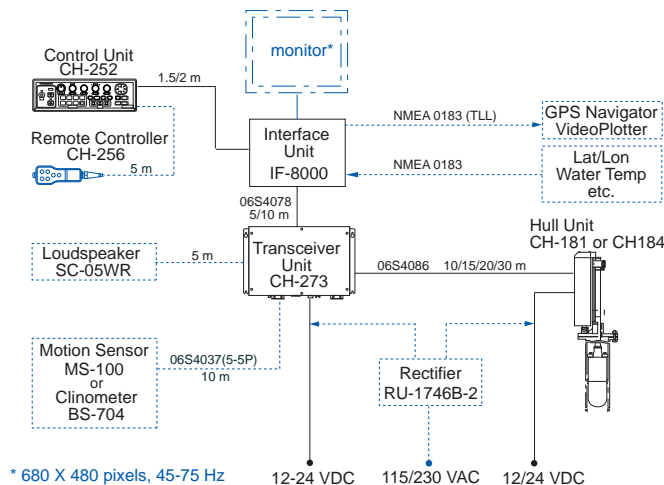 monitor*
Control Unit
CH-252
1.5/2 m
Remote Controller
CH-256
5 m
Interface
Unit
IF-8000
NMEA 0183 (TLL)
GPS Navigator
VideoPlotter
NMEA 0183
Lat/Lon
Water Temp
etc.
06S4078
5/10 m
Hull Unit
CH-181 or CH184
Loudspeaker
SC-05WR
5 m
Transceiver
Unit
CH-273
06S4086 10/15/20/30 m
Motion Sensor
MS-100
or
Clinometer
BS-704
06S4037(5-5P)
10 m
Rectifier
RU-1746B-2
* 680 X 480 pixels, 45-75 Hz
12-24 VDC
115/230 VAC
12/24 VDC